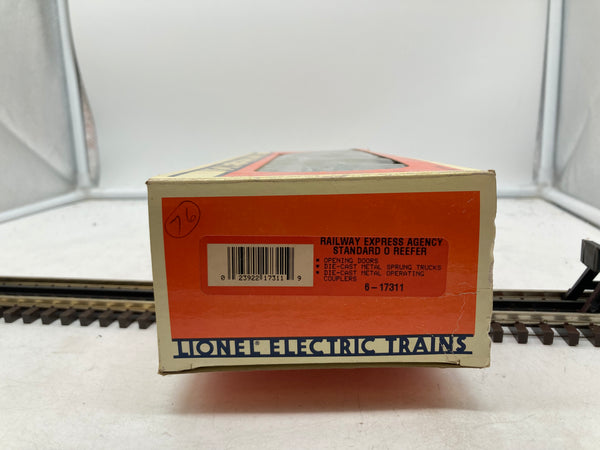 76
RAILWAY EXPRESS AGENCY
STANDARD O REEFER
* OPENING DOORS
* DIE-CAST METAL SPRUNG TRUCKS
* DIE-CAST METAL OPERATING
COUPLERS
6-17311
0 23922 17311 9
LIONEL® ELECTRIC TRAINS